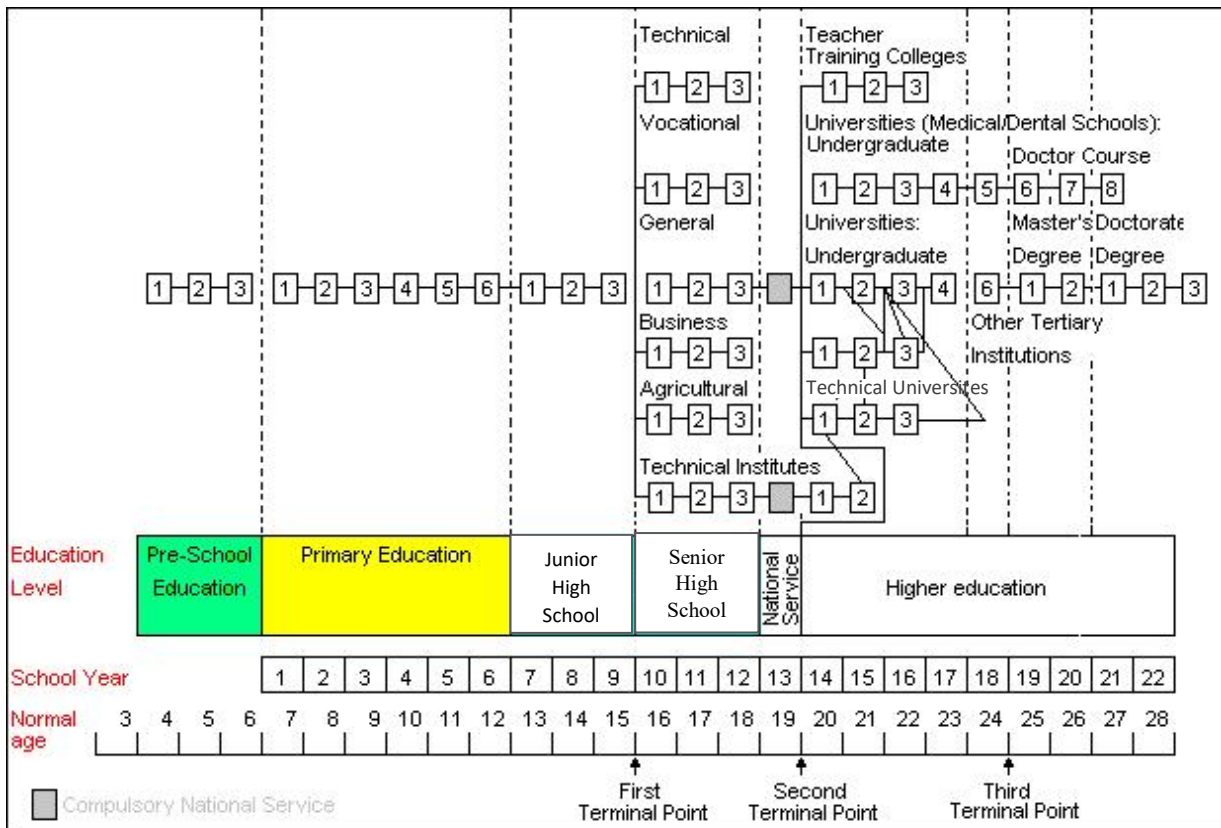 Technical
Teacher
Training Colleges
1 2 3
1 2 3
Vocational
Universities (Medical/Dental Schools):
Undergraduate
Doctor Course
1 2 3
1 2 3 4 5 6 7 8
General
Universities:
Master's Doctorate
Undergraduate
Degree Degree
1 2 3 1 2 3 4 5 6 1 2 3 1 2 3 1 2 3 4 6 1 2 1 2 3
Business
Other Tertiary
Institutions
1 2 3
1 2 3
Agricultural
Technical Universites
1 2 3
1 2 3
Technical Institutes
1 2 3 1 2
Education
Level
Pre-School
Education
Primary Education
Junior
High
School
Senior
High
School
National
Service
Higher education
School Year
1 2 3 4 5 6 7 8 9 10 11 12 13 14 15 16 17 18 19 20 21 22
Normal
age
3 4 5 6 7 8 9 10 11 12 13 14 15 16 17 18 19 20 21 22 23 24 25 26 27 28
Compulsory National Service
First
Terminal Point
Second
Terminal Point
Third
Terminal Point